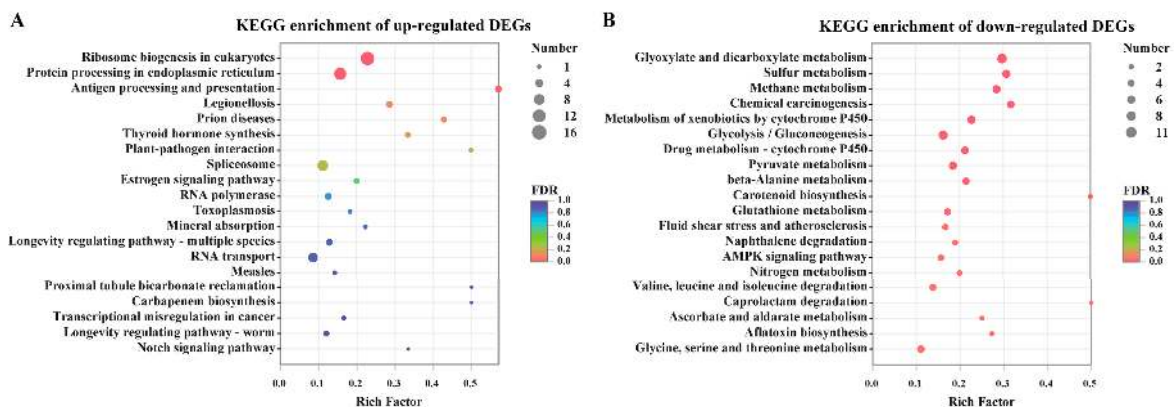 A
KEGG enrichment of up-regulated DEGs
Ribosome biogenesis in eukaryotes
Protein processing in endoplasmic reticulum
Antigen processing and presentation
Legionellosis
Prion diseases
Thyroid hormone synthesis
Plant-pathogen interaction
Spliceosome
Estrogen signaling pathway
RNA polymerase
Toxoplasmosis
Mineral absorption
Longevity regulating pathway - multiple species
RNA transport
Measles
Proximal tubule bicarbonate reclamation
Carbapenem biosynthesis
Transcriptional misregulation in cancer
Longevity regulating pathway - worm
Notch signaling pathway
0.0 0.1 0.2 0.3 0.4 0.5
Rich Factor
Number
1
4
8
12
16
FDR
1.0
0.8
0.6
0.4
0.2
0.0
B
KEGG enrichment of down-regulated DEGs
Glyoxylate and dicarboxylate metabolism
Sulfur metabolism
Methane metabolism
Chemical carcinogenesis
Metabolism of xenobiotics by cytochrome P450
Glycolysis / Gluconeogenesis
Drug metabolism - cytochrome P450
Pyruvate metabolism
beta-Alanine metabolism
Carotenoid biosynthesis
Glutathione metabolism
Fluid shear stress and atherosclerosis
Naphthalene degradation
AMPK signaling pathway
Nitrogen metabolism
Valine, leucine and isoleucine degradation
Caprolactam degradation
Ascorbate and aldarate metabolism
Aflatoxin biosynthesis
Glycine, serine and threonine metabolism
0.0 0.1 0.2 0.3 0.4 0.5
Rich Factor
Number
2
4
6
8
11
FDR
1.0
0.8
0.6
0.4
0.2
0.0